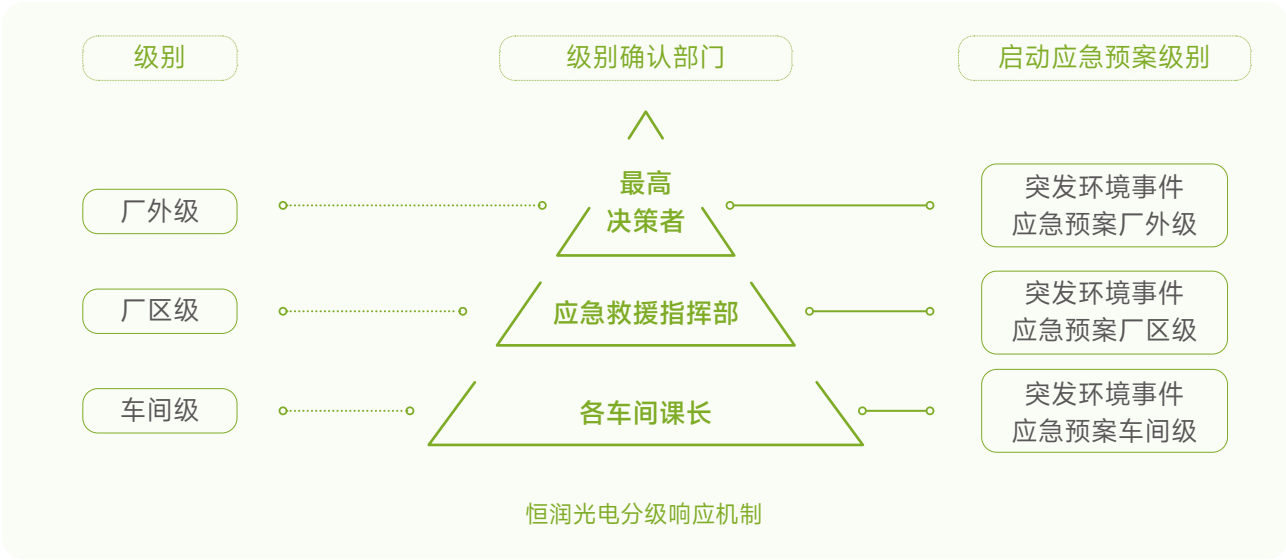 级别
级别确认部门
启动应急预案级别
厂外级
最高
决策者
突发环境事件
应急预案厂外级
厂区级
应急救援指挥部
突发环境事件
应急预案厂区级
车间级
各车间课长
突发环境事件
应急预案车间级
恒润光电分级响应机制